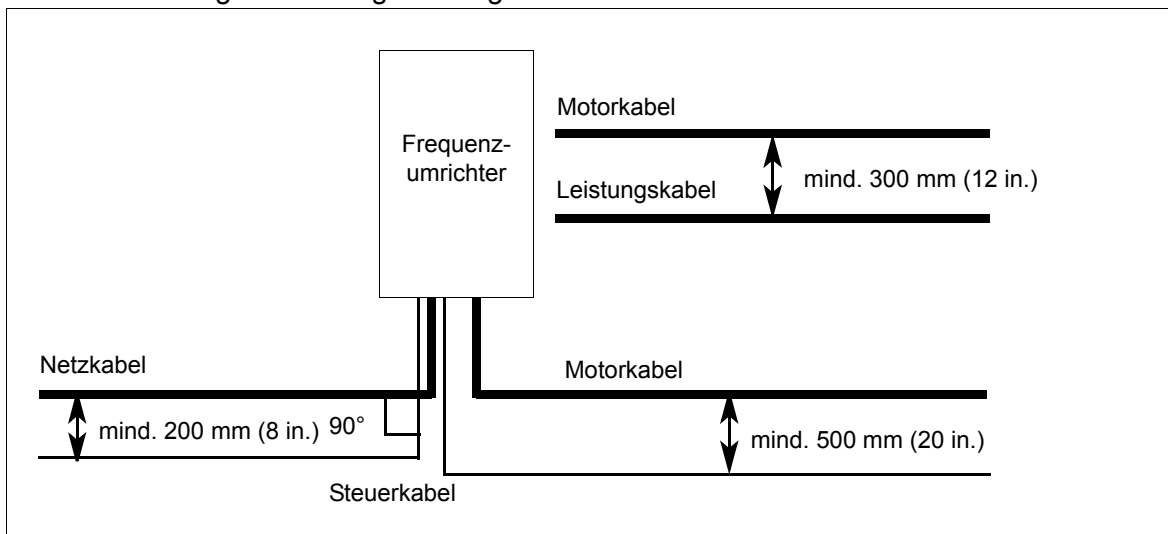 Motorkabel
Frequenz-
umrichter
mind. 300 mm (12 in.)
Leistungskabel
Netzkabel
Motorkabel
mind. 200 mm (8 in.)
90°
mind. 500 mm (20 in.)
Steuerkabel